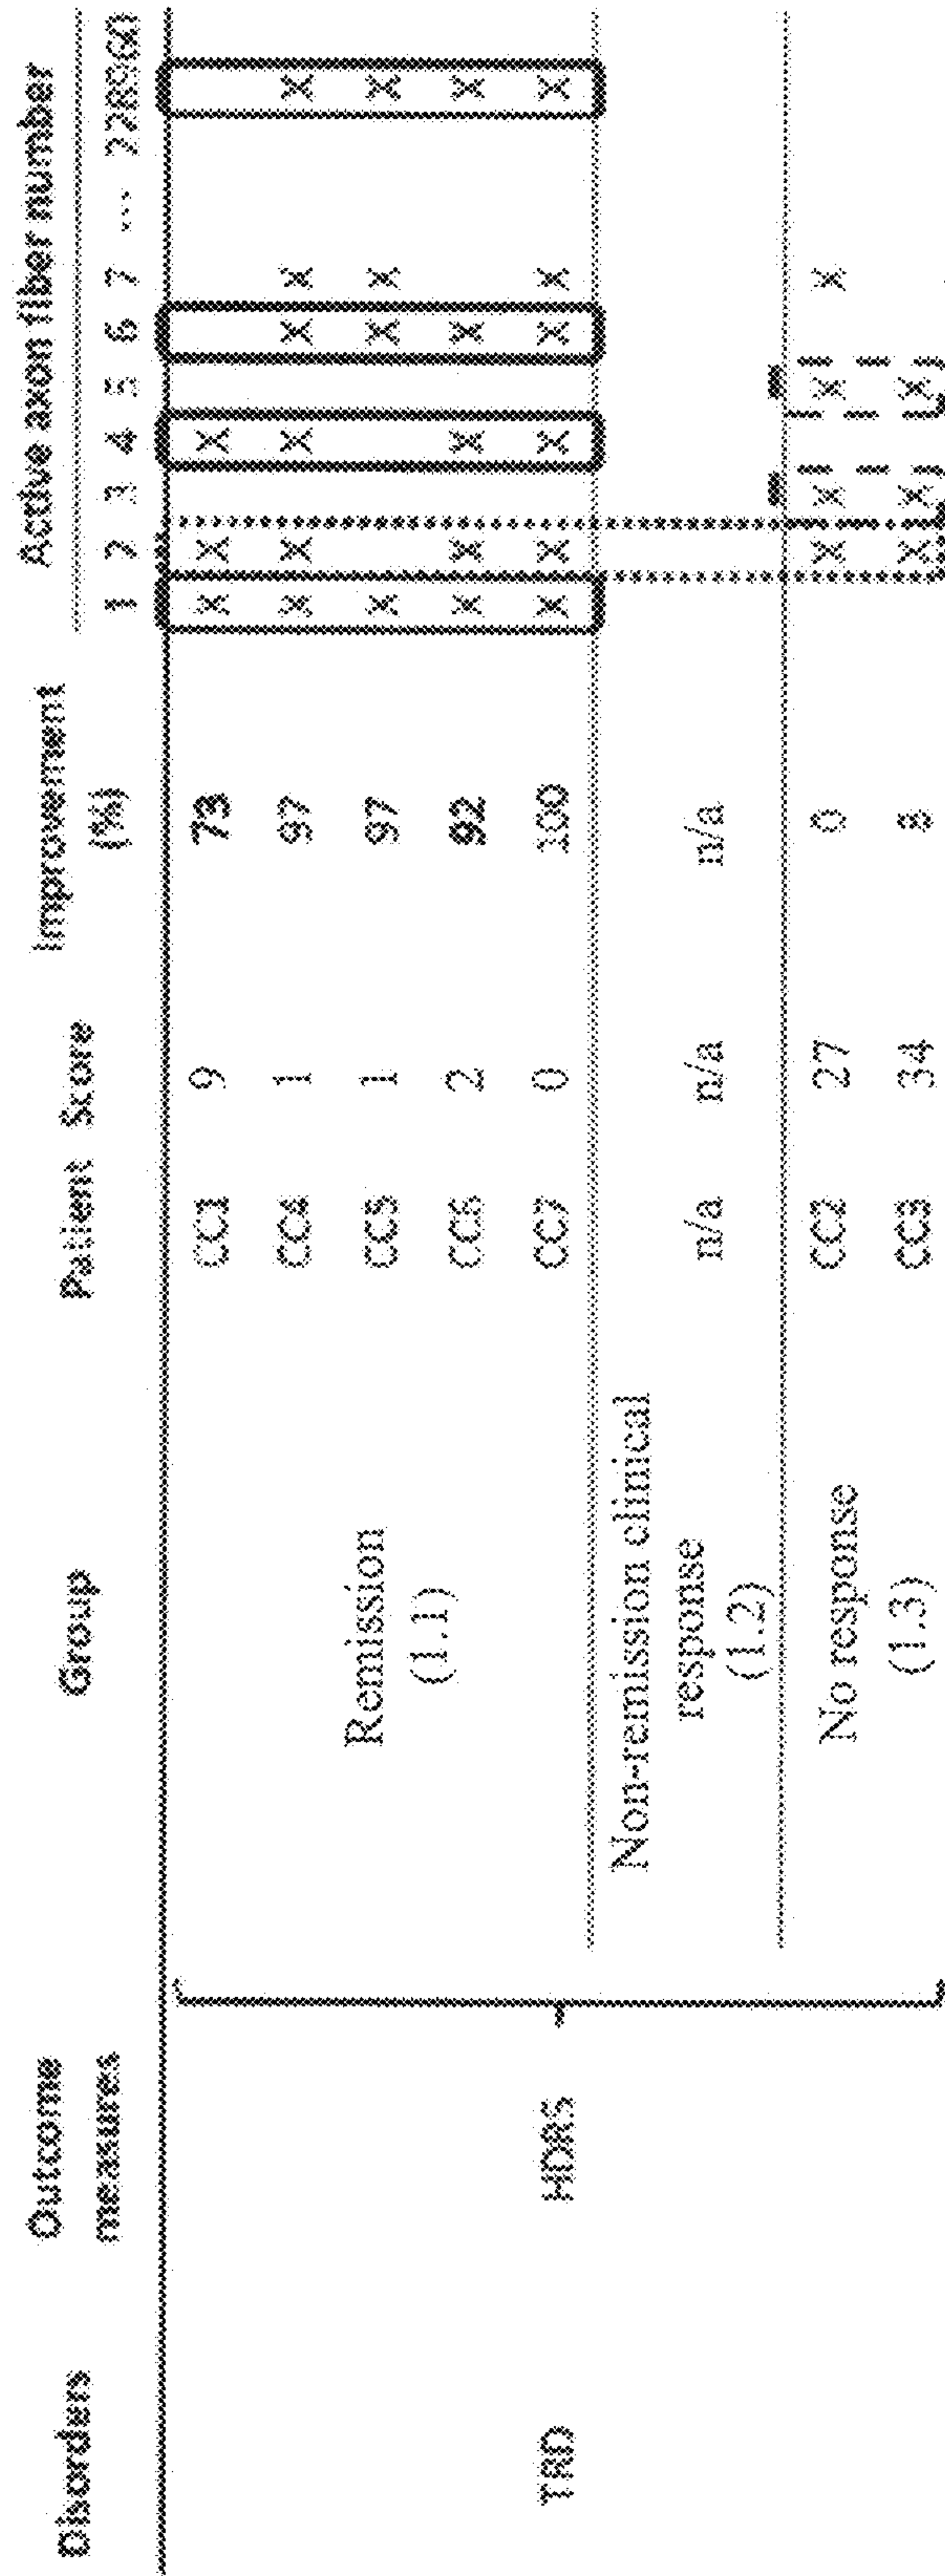 Disorders Outcome measures Group Patient Score Improvement (%) Active axon fiber number
1 2 3 4 5 6 7 ... 228960
TRD HDRS
Remission
(1.1)
CC1 9 73 X X X
CC4 1 97 X X X X X X
CC5 1 97 X X X X
CC6 2 92 X X X X X
CC7 0 100 X X X X X X
Non-remission clinical
response
(1.2)
n/a n/a n/a
No response
(1.3)
CC2 27 0 X X X X
CC3 34 8 X X X